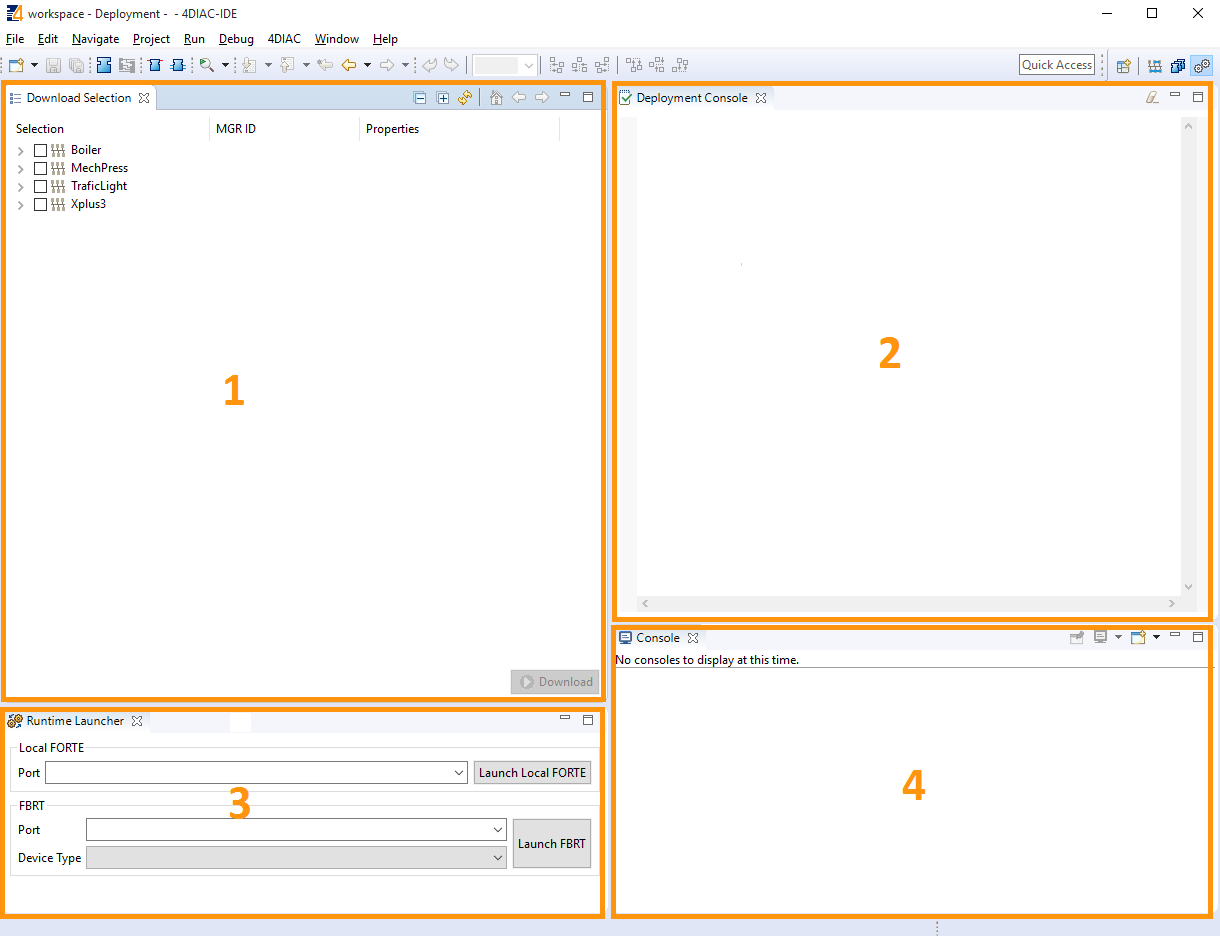 workspace - Deployment -  - 4DIAC-IDE
File Edit Navigate Project Run Debug 4DIAC Window Help
Quick Access
Download Selection
Selection MGR ID Properties
Boiler
MechPress
TraficLight
Xplus3
1
Download
Deployment Console
2
Runtime Launcher
Local FORTE
Port Launch Local FORTE
3
FBRT
Port
Launch FBRT
Device Type
Console
No consoles to display at this time.
4